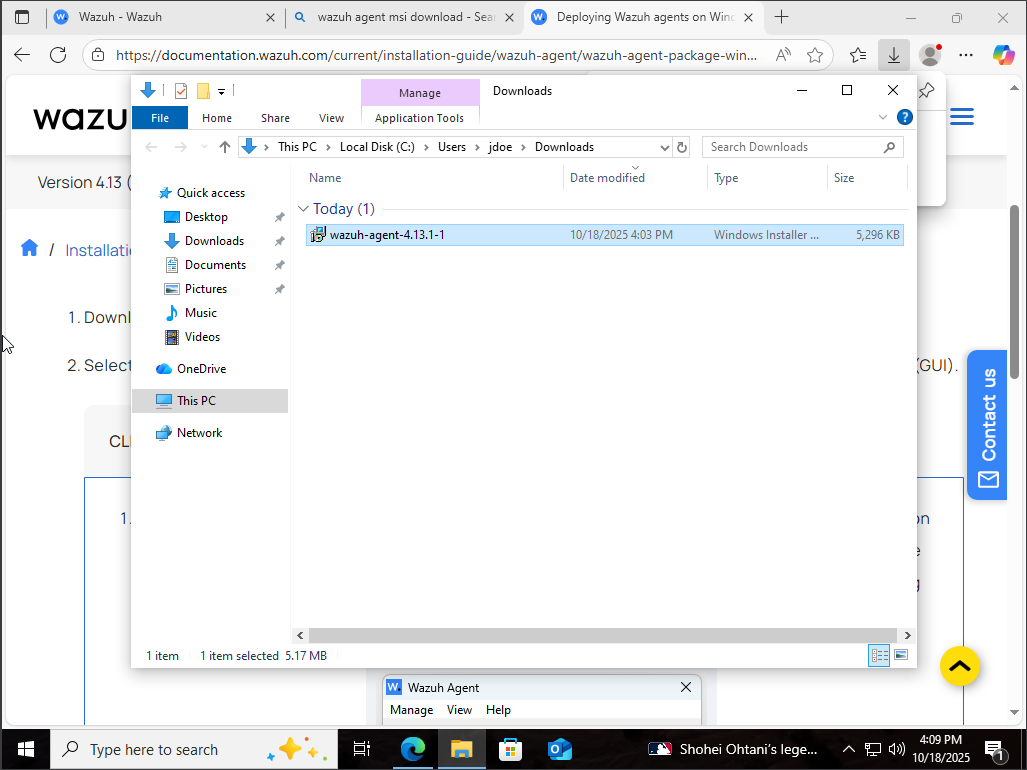 Wazuh - Wazuh
wazuh agent msi download - Sea
Deploying Wazuh agents on Wind
https://documentation.wazuh.com/current/installation-guide/wazuh-agent/wazuh-agent-package-win...
wazu
Version 4.13 (
/ Installatio
1. Downl
2. Select
(GUI).
CLI
1.
on
e
g
Contact us
Manage
Downloads
File
Home
Share
View
Application Tools
This PC
Local Disk (C:)
Users
jdoe
Downloads
Search Downloads
Quick access
Desktop
Downloads
Documents
Pictures
Music
Videos
OneDrive
This PC
Network
Name
Date modified
Type
Size
Today (1)
wazuh-agent-4.13.1-1
10/18/2025 4:03 PM
Windows Installer ...
5,296 KB
1 item
1 item selected 5.17 MB
W. Wazuh Agent
Manage View Help
Type here to search
Shohei Ohtani's lege...
4:09 PM
10/18/2025
1